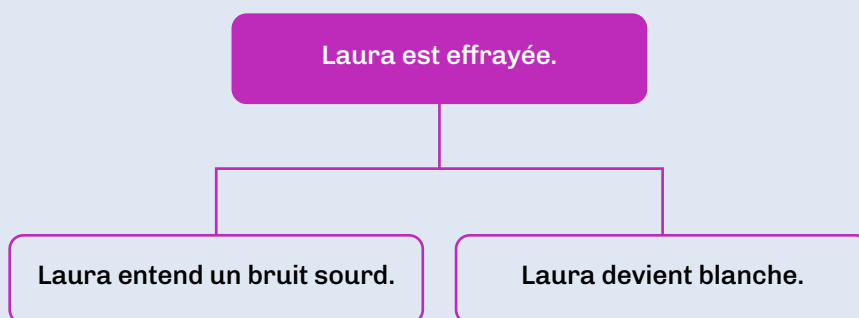 Laura est effrayée.
Laura entend un bruit sourd.
Laura devient blanche.